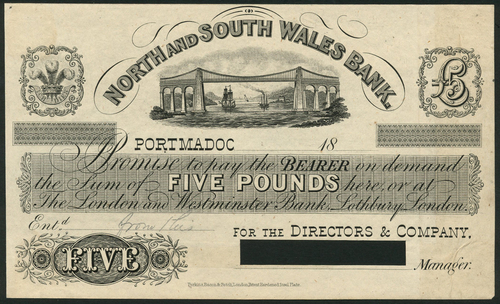 (B)
NORTH AND SOUTH WALES BANK.
£5
PORTMADOC 18
Promise to pay the BEARER on demand
the Sum of FIVE POUNDS here, or at
The London and Westminster Bank, Lothbury, London.
Entd
FOR THE DIRECTORS & COMPANY.
FIVE
Manager.